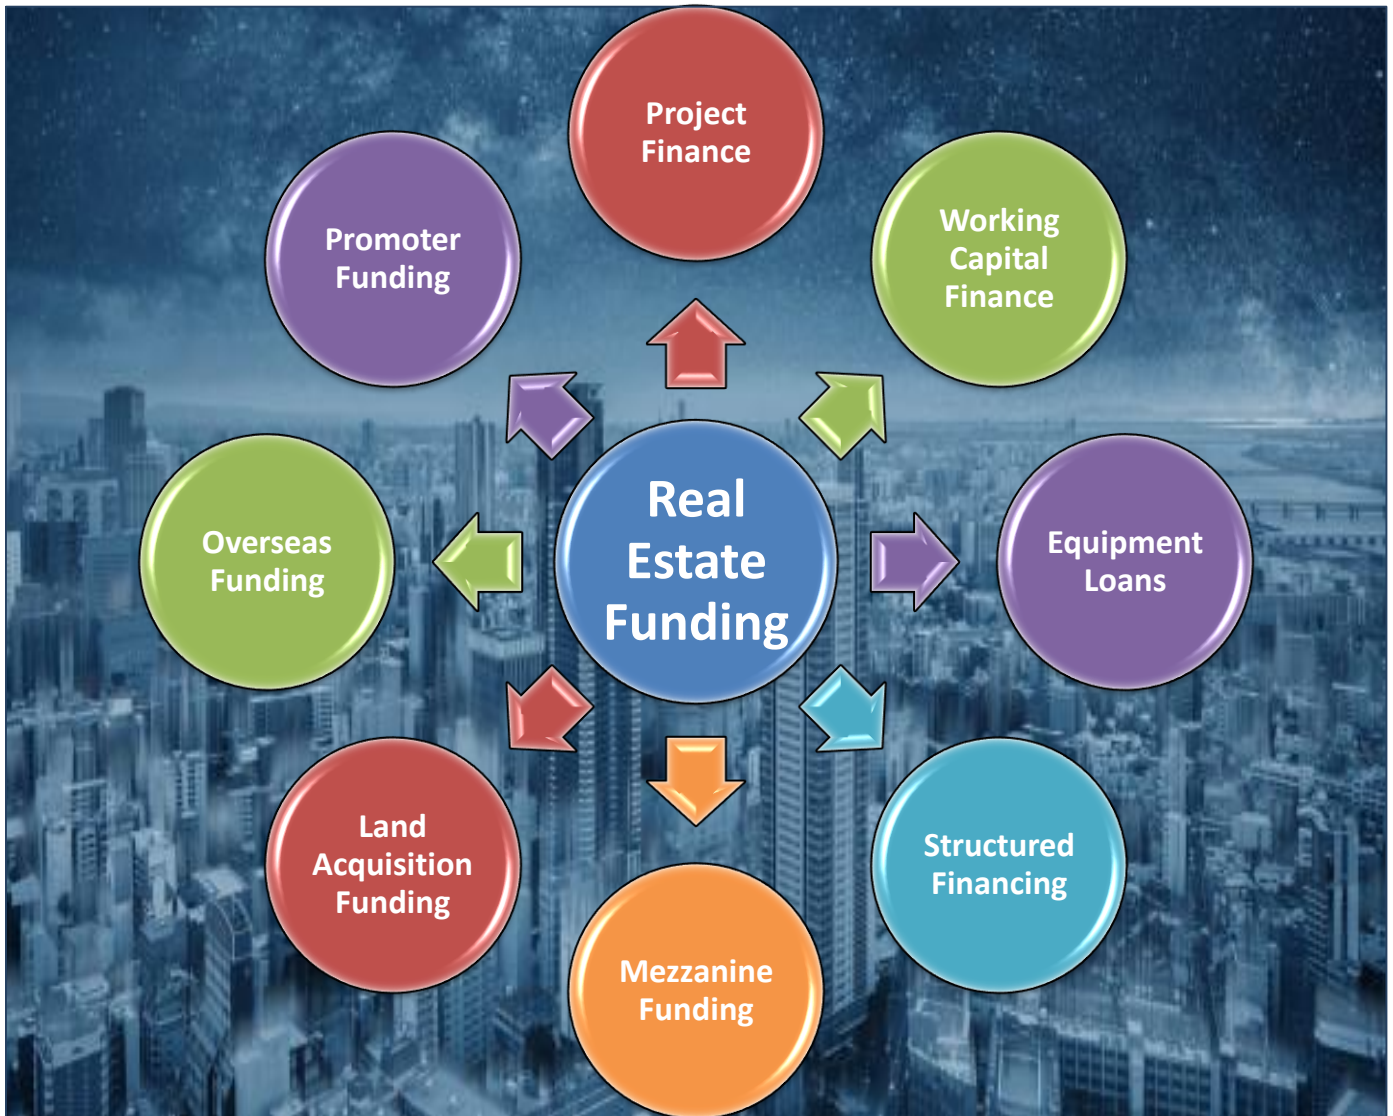 Project
Finance
Working
Capital
Finance
Equipment
Loans
Structured
Financing
Mezzanine
Funding
Land
Acquisition
Funding
Overseas
Funding
Promoter
Funding
Real
Estate
Funding